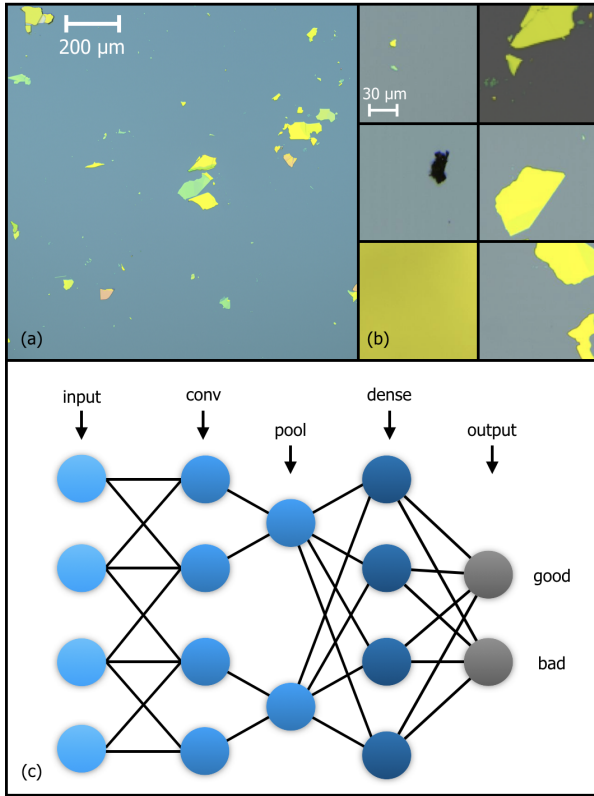 200 μm
30 μm
(a)
(b)
input
conv
pool
dense
output
good
bad
(c)